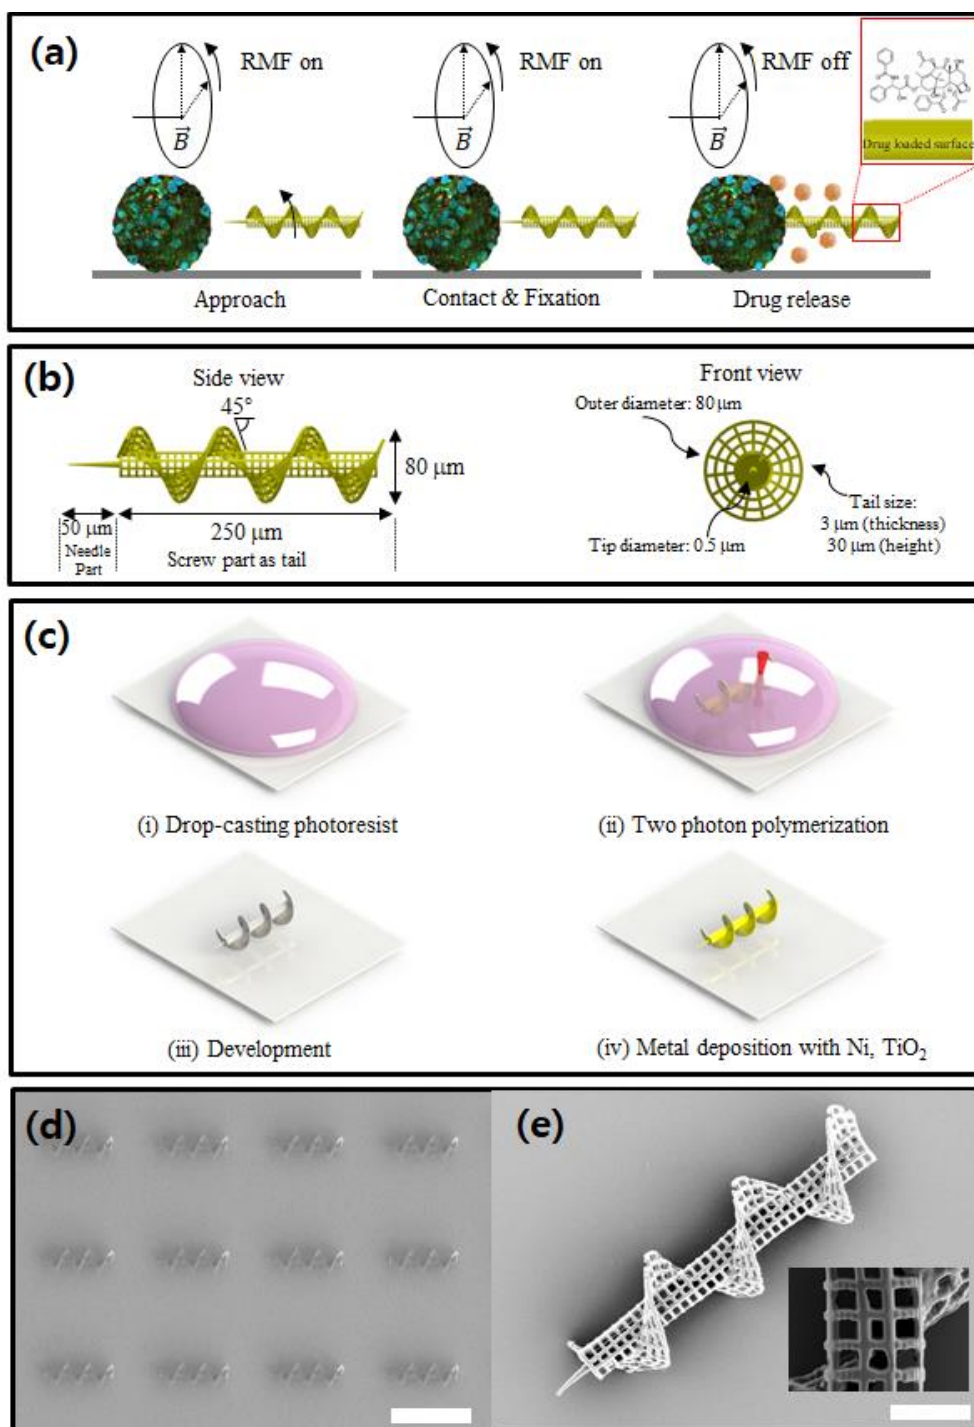 (a)
RMF on
RMF on
RMF off
B
B
B
Drug loaded surface
Approach
Contact & Fixation
Drug release
(b)
Side view
45°
80 μm
50 μm
Needle
Part
250 μm
Screw part as tail
Front view
Outer diameter: 80 μm
Tail size:
3 μm (thickness)
30 μm (height)
Tip diameter: 0.5 μm
(c)
(i) Drop-casting photoresist
(ii) Two photon polymerization
(iii) Development
(iv) Metal deposition with Ni, TiO₂
(d)
(e)